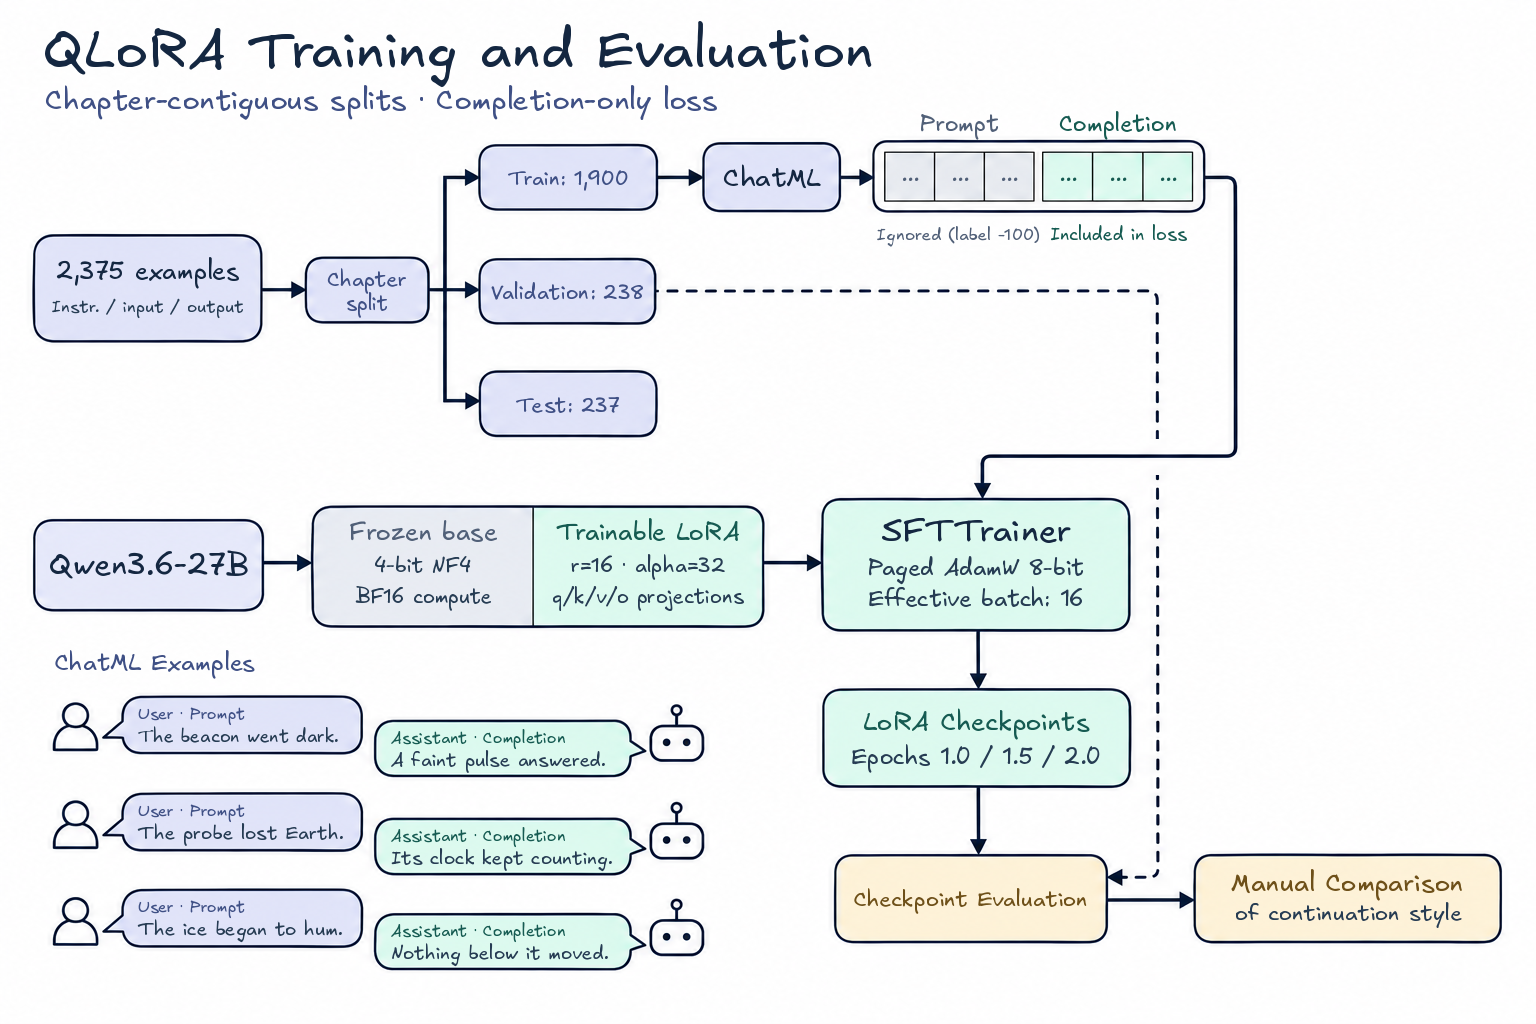 QLoRA Training and Evaluation
Chapter-contiguous splits · Completion-only loss
Prompt
Completion
Train: 1,900
ChatML
... ... ... ... ... ...
Ignored (label -100)
Included in loss
2,375 examples
Instr. / input / output
Chapter
split
Validation: 238
Test: 237
Qwen3.6-27B
Frozen base
4-bit NF4
BF16 compute
Trainable LoRA
r=16 · alpha=32
q/k/v/o projections
SFTTrainer
Paged AdamW 8-bit
Effective batch: 16
ChatML Examples
User · Prompt
The beacon went dark.
Assistant · Completion
A faint pulse answered.
User · Prompt
The probe lost Earth.
Assistant · Completion
Its clock kept counting.
User · Prompt
The ice began to hum.
Assistant · Completion
Nothing below it moved.
LoRA Checkpoints
Epochs 1.0 / 1.5 / 2.0
Checkpoint Evaluation
Manual Comparison
of continuation style